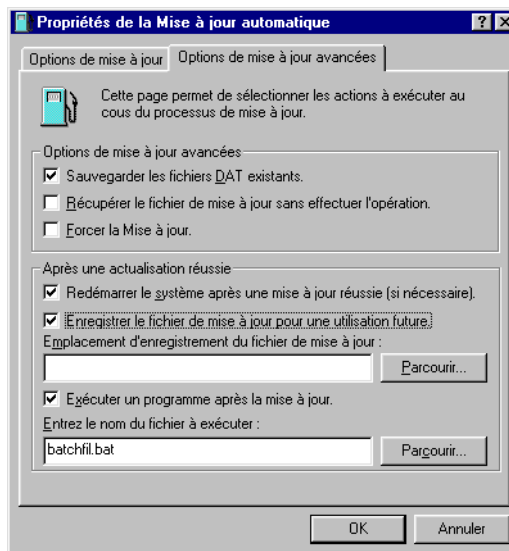 Propriétés de la Mise à jour automatique
Options de mise à jour
Options de mise à jour avancées
Cette page permet de sélectionner les actions à exécuter au
cous du processus de mise à jour.
Options de mise à jour avancées
Sauvegarder les fichiers DAT existants.
Récupérer le fichier de mise à jour sans effectuer l'opération.
Forcer la Mise à jour.
Après une actualisation réussie
Redémarrer le système après une mise à jour réussie (si nécessaire).
Enregistrer le fichier de mise à jour pour une utilisation future.
Emplacement d'enregistrement du fichier de mise à jour :
Parcourir...
Exécuter un programme après la mise à jour.
Entrez le nom du fichier à exécuter :
batchfil.bat
Parcourir...
OK
Annuler